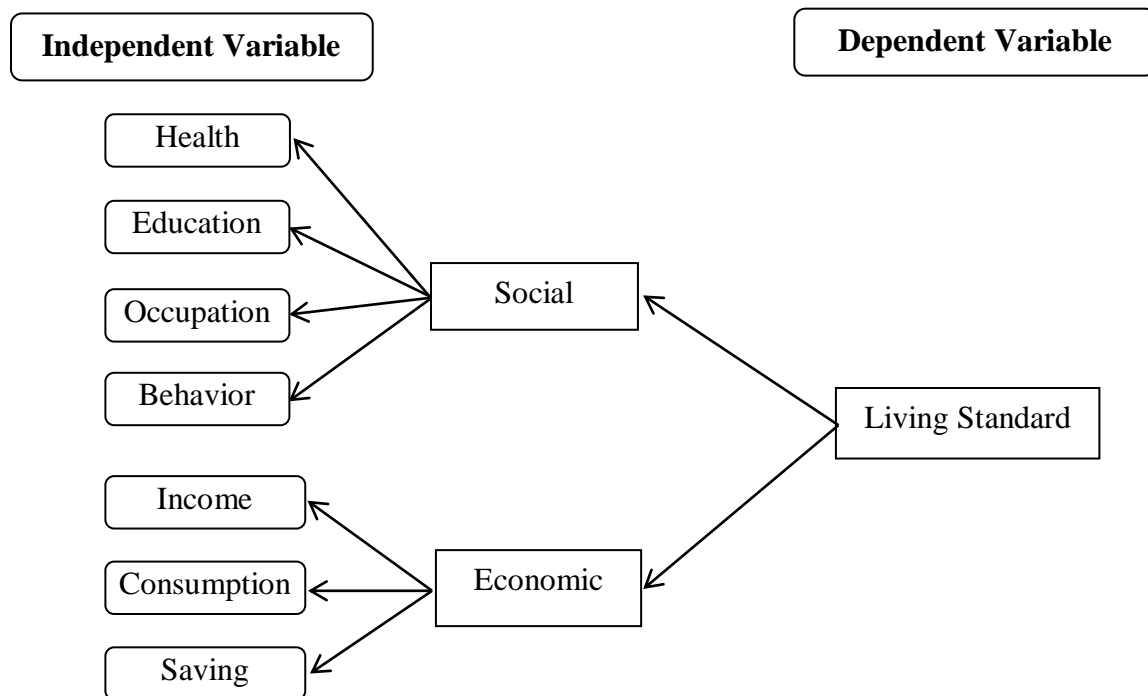 Independent Variable
Dependent Variable
Health
Education
Occupation
Behavior
Social
Living Standard
Income
Consumption
Saving
Economic